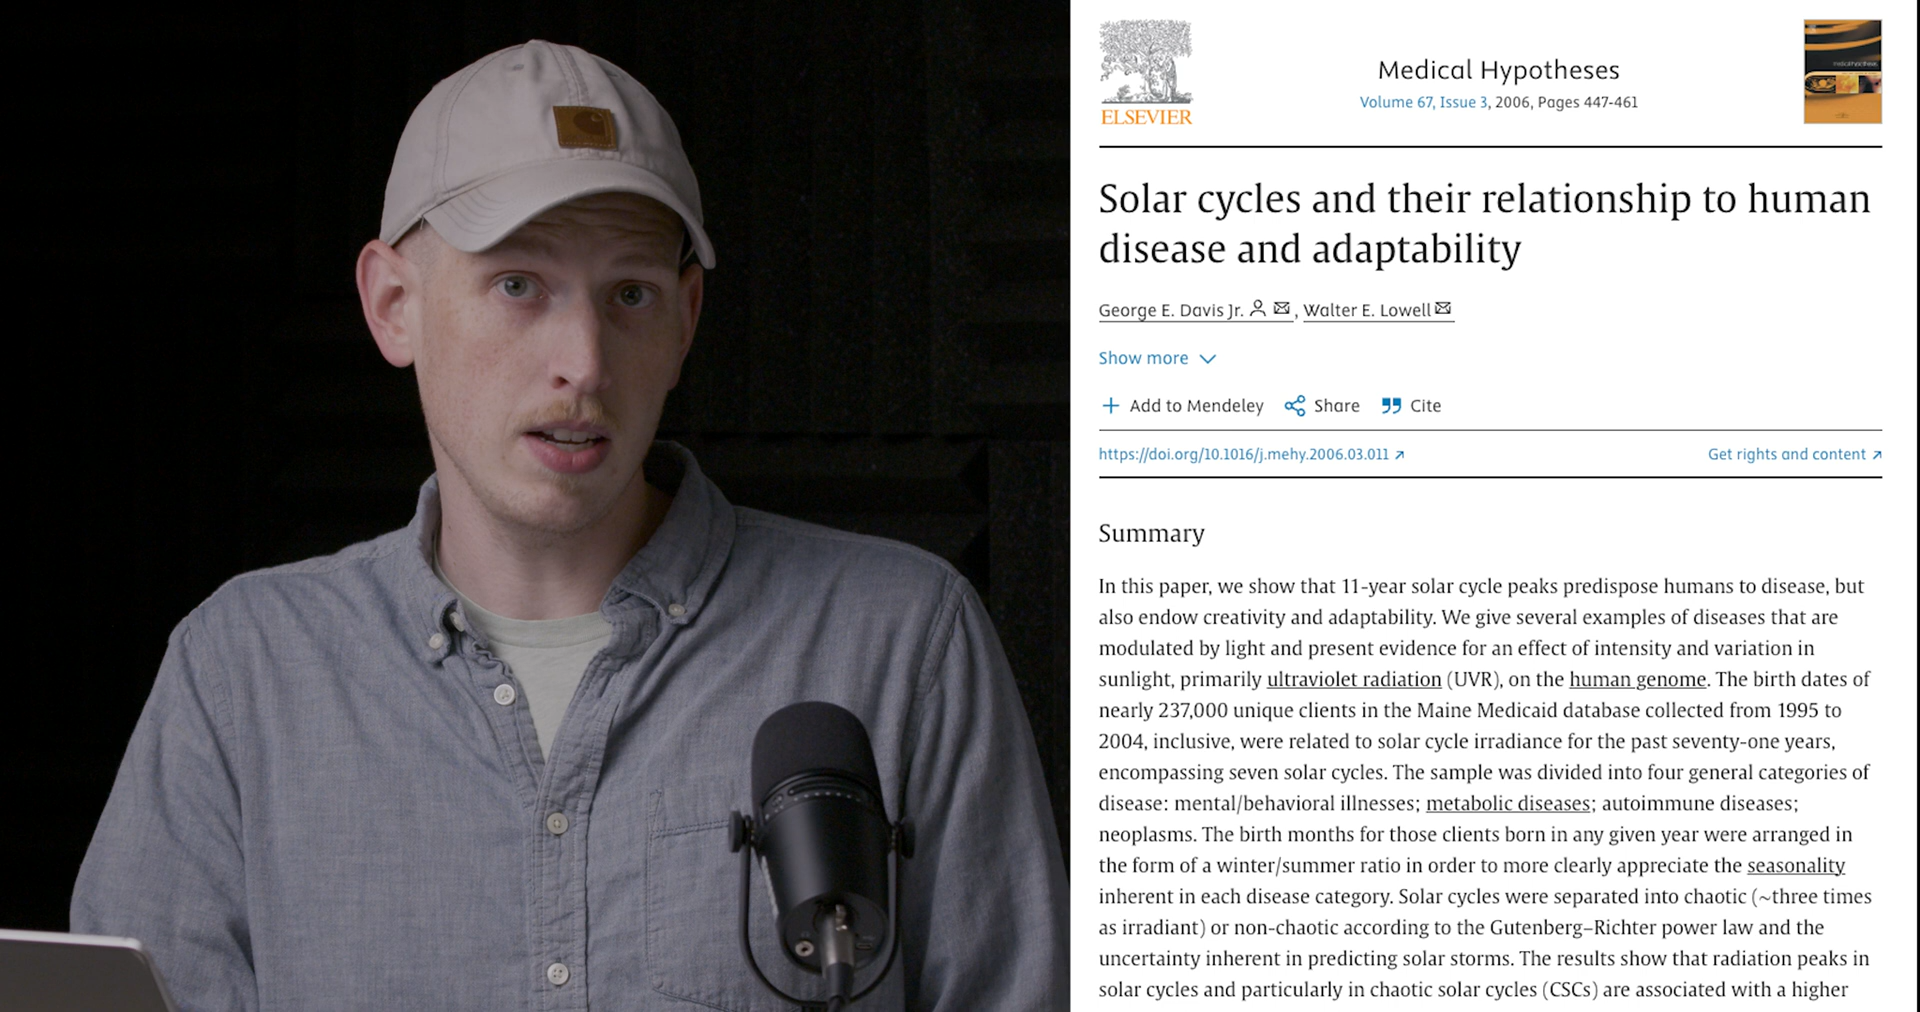 ELSEVIER
Medical Hypotheses
Volume 67, Issue 3, 2006, Pages 447-461
Solar cycles and their relationship to human
disease and adaptability
George E. Davis Jr. , Walter E. Lowell
Show more
Add to Mendeley Share Cite
https://doi.org/10.1016/j.mehy.2006.03.011 Get rights and content
Summary
In this paper, we show that 11-year solar cycle peaks predispose humans to disease, but
also endow creativity and adaptability. We give several examples of diseases that are
modulated by light and present evidence for an effect of intensity and variation in
sunlight, primarily ultraviolet radiation (UVR), on the human genome. The birth dates of
nearly 237,000 unique clients in the Maine Medicaid database collected from 1995 to
2004, inclusive, were related to solar cycle irradiance for the past seventy-one years,
encompassing seven solar cycles. The sample was divided into four general categories of
disease: mental/behavioral illnesses; metabolic diseases; autoimmune diseases;
neoplasms. The birth months for those clients born in any given year were arranged in
the form of a winter/summer ratio in order to more clearly appreciate the seasonality
inherent in each disease category. Solar cycles were separated into chaotic (~three times
as irradiant) or non-chaotic according to the Gutenberg–Richter power law and the
uncertainty inherent in predicting solar storms. The results show that radiation peaks in
solar cycles and particularly in chaotic solar cycles (CSCs) are associated with a higher